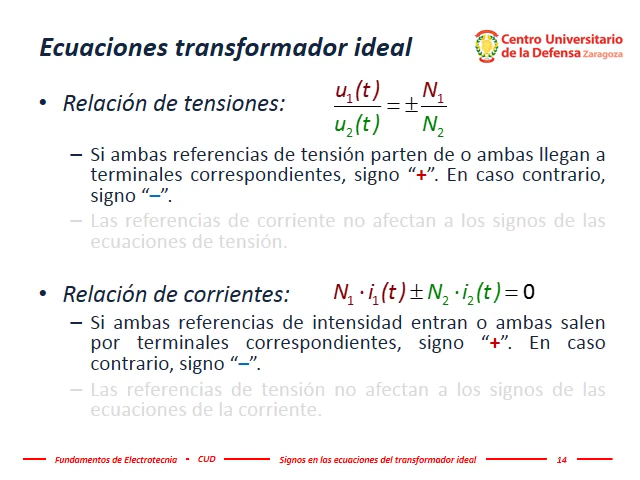 Ecuaciones transformador ideal
Centro Universitario
de la Defensa Zaragoza
• Relación de tensiones: u₁(t) / u₂(t) = ± N₁ / N₂
– Si ambas referencias de tensión parten de o ambas llegan a
terminales correspondientes, signo “+”. En caso contrario,
signo “–”.
– Las referencias de corriente no afectan a los signos de las
ecuaciones de tensión.
• Relación de corrientes: N₁ · i₁(t) ± N₂ · i₂(t) = 0
– Si ambas referencias de intensidad entran o ambas salen
por terminales correspondientes, signo “+”. En caso
contrario, signo “–”.
– Las referencias de tensión no afectan a los signos de las
ecuaciones de la corriente.
Fundamentos de Electrotecnia - CUD Signos en las ecuaciones del transformador ideal 14